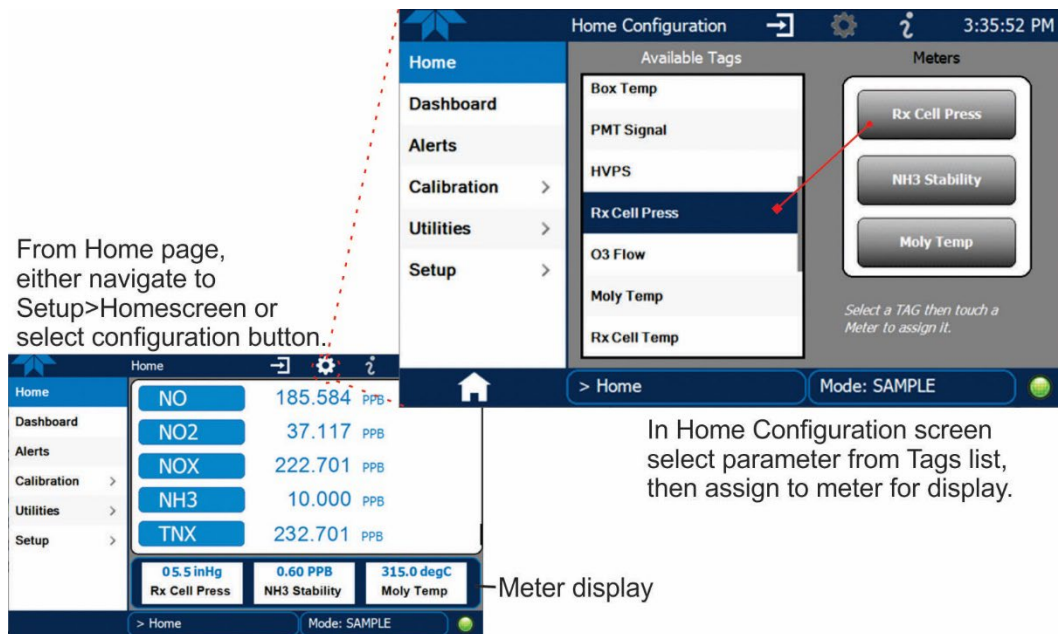 Home Configuration
3:35:52 PM
Home
Dashboard
Alerts
Calibration >
Utilities >
Setup >
Available Tags
Box Temp
PMT Signal
HVPS
Rx Cell Press
O3 Flow
Moly Temp
Rx Cell Temp
Meters
Rx Cell Press
NH3 Stability
Moly Temp
Select a TAG then touch a
Meter to assign it.
> Home
Mode: SAMPLE
From Home page,
either navigate to
Setup>Homescreen or
select configuration button.
Home
Home
Dashboard
Alerts
Calibration >
Utilities >
Setup >
NO 185.584 PPB
NO2 37.117 PPB
NOX 222.701 PPB
NH3 10.000 PPB
TNX 232.701 PPB
05.5 inHg
Rx Cell Press
0.60 PPB
NH3 Stability
315.0 degC
Moly Temp
> Home
Mode: SAMPLE
Meter display
In Home Configuration screen
select parameter from Tags list,
then assign to meter for display.